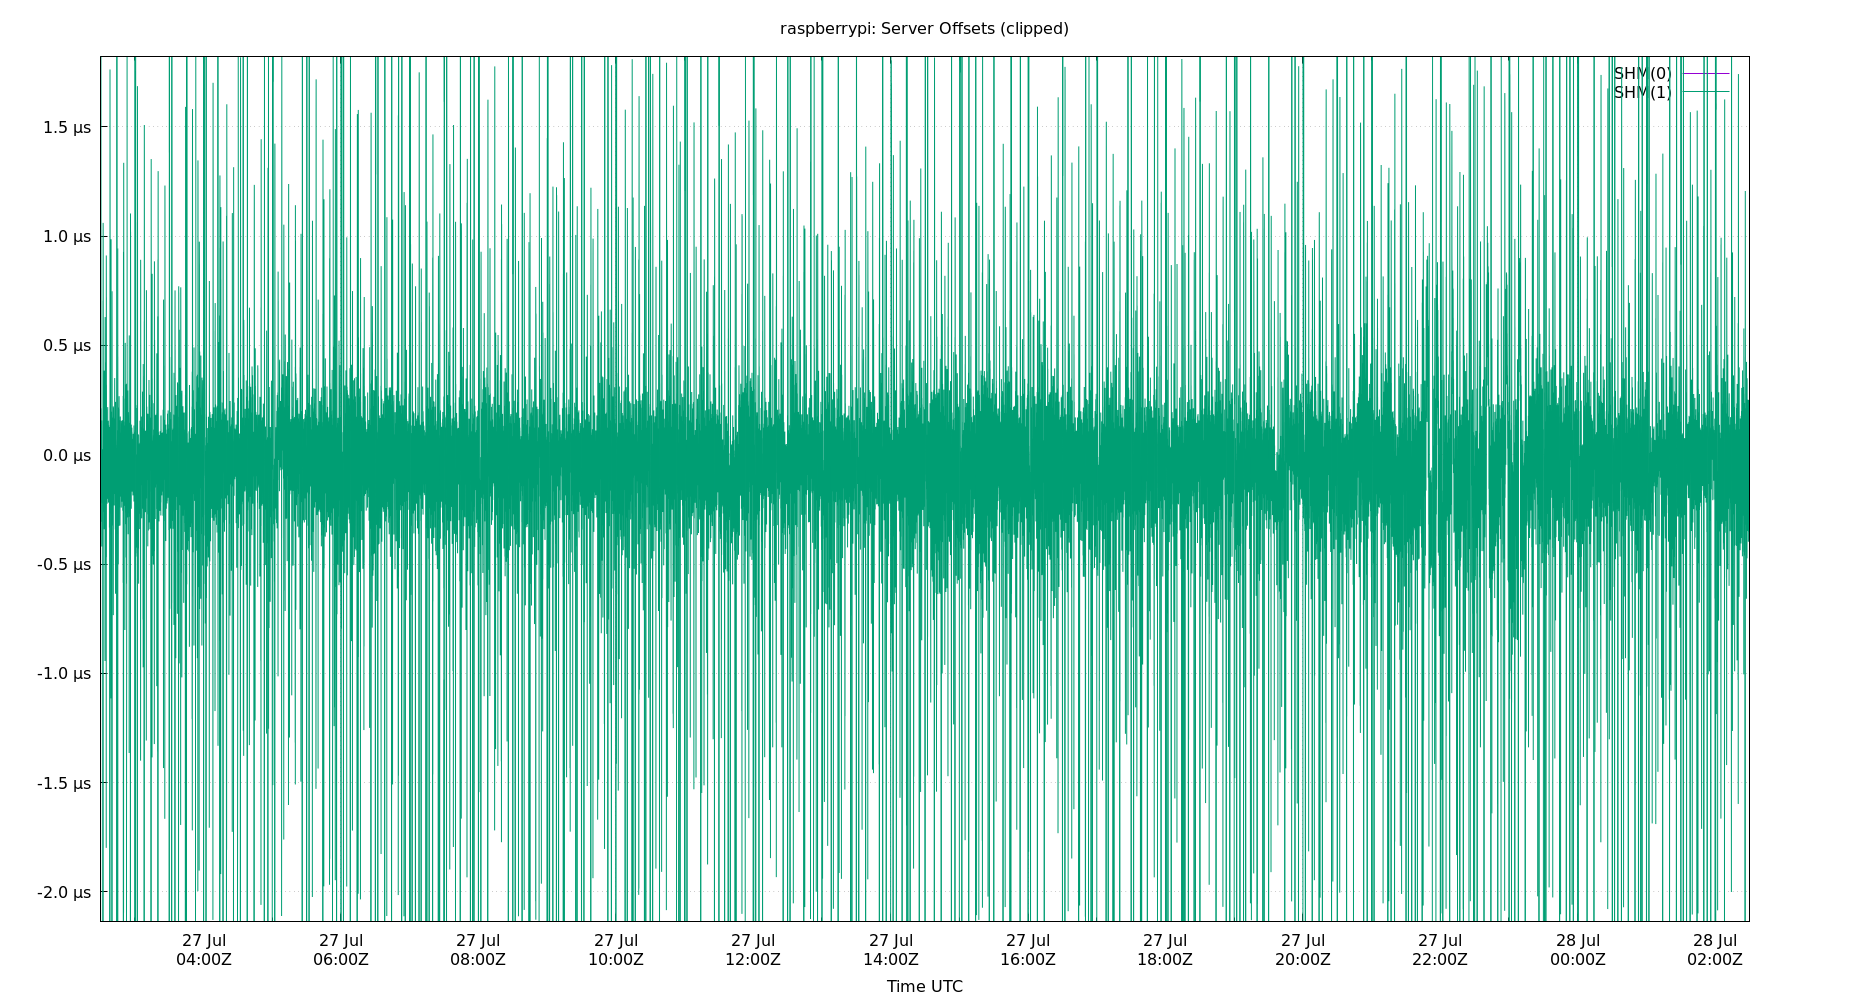 raspberrypi: Server Offsets (clipped)
SHM(0)
SHM(1)
1.5 µs
1.0 µs
0.5 µs
0.0 µs
-0.5 µs
-1.0 µs
-1.5 µs
-2.0 µs
27 Jul 27 Jul 27 Jul 27 Jul 27 Jul 27 Jul 27 Jul 27 Jul 27 Jul 27 Jul 28 Jul 28 Jul
04:00Z 06:00Z 08:00Z 10:00Z 12:00Z 14:00Z 16:00Z 18:00Z 20:00Z 22:00Z 00:00Z 02:00Z
Time UTC